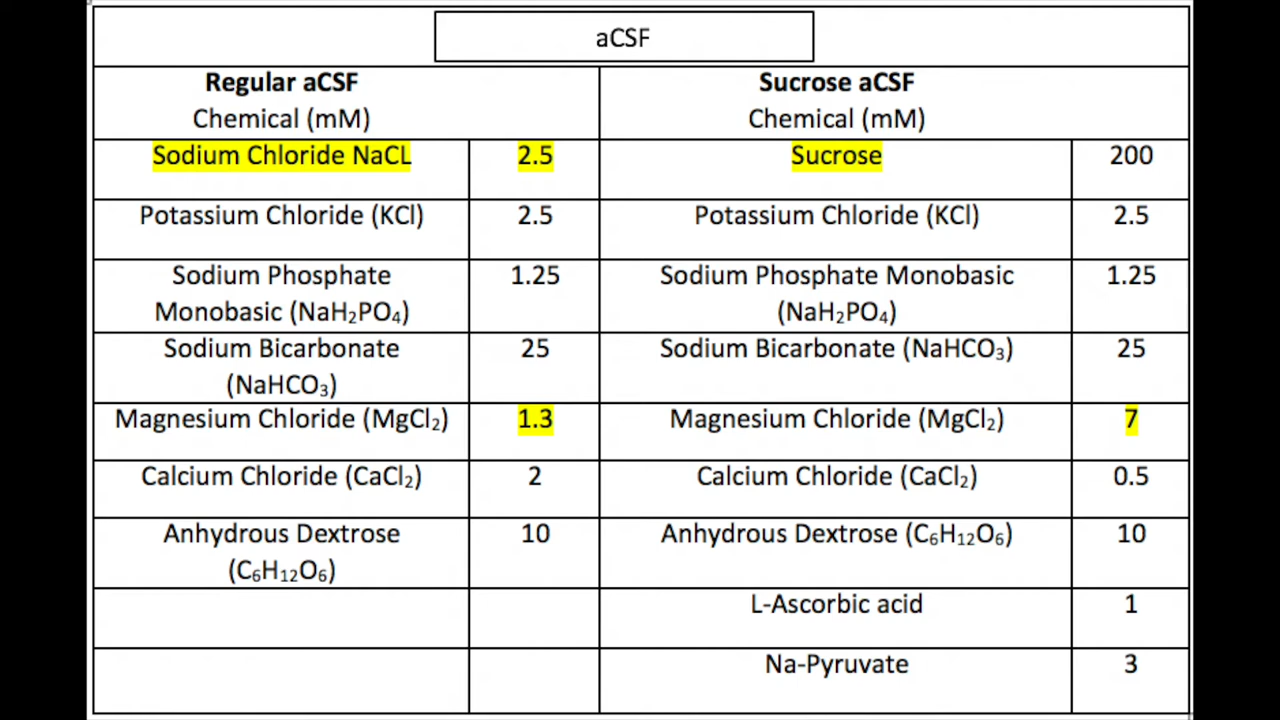 aCSF
Regular aCSF
Chemical (mM)
Sucrose aCSF
Chemical (mM)
Sodium Chloride NaCL 2.5 Sucrose 200
Potassium Chloride (KCl) 2.5 Potassium Chloride (KCl) 2.5
Sodium Phosphate
Monobasic (NaH₂PO₄)
1.25
Sodium Phosphate Monobasic
(NaH₂PO₄)
1.25
Sodium Bicarbonate
(NaHCO₃)
25
Sodium Bicarbonate (NaHCO₃) 25
Magnesium Chloride (MgCl₂) 1.3 Magnesium Chloride (MgCl₂) 7
Calcium Chloride (CaCl₂) 2 Calcium Chloride (CaCl₂) 0.5
Anhydrous Dextrose
(C₆H₁₂O₆)
10
Anhydrous Dextrose (C₆H₁₂O₆) 10
L-Ascorbic acid 1
Na-Pyruvate 3